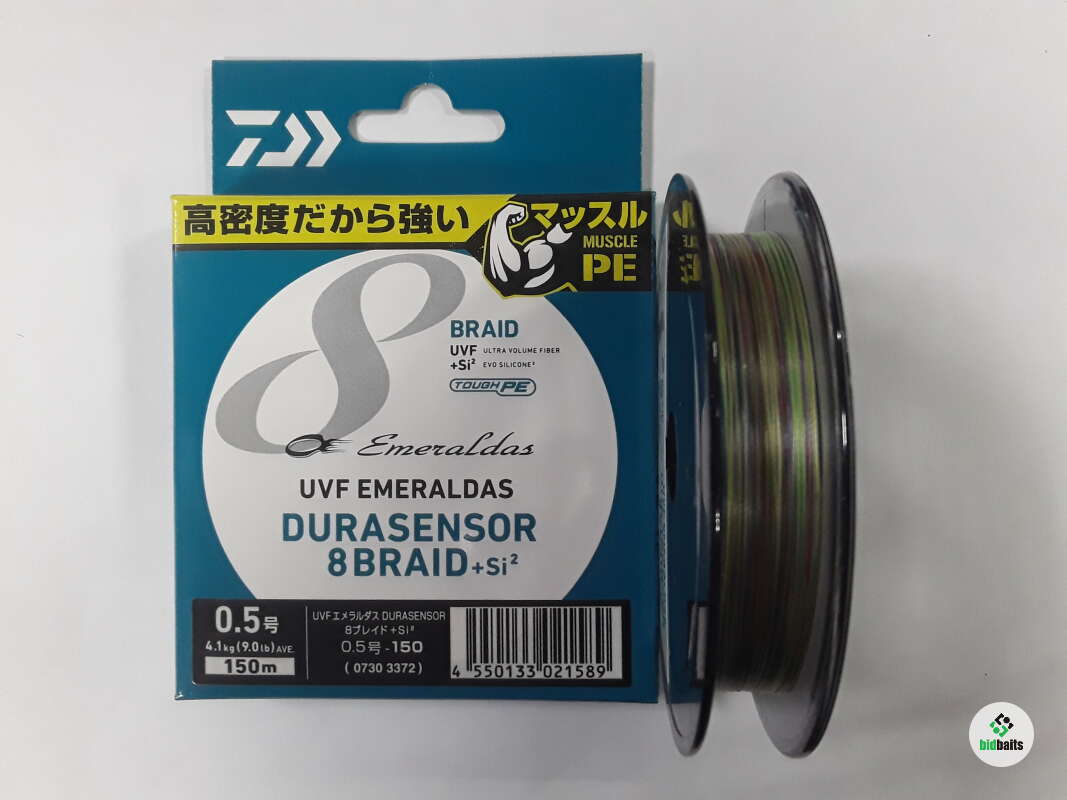 高密度だから強い
マッスル
MUSCLE
PE
8
BRAID
UVF ULTRA VOLUME FIBER
+Si² EVO SILICONE²
TOUGH PE
Emeraldas
UVF EMERALDAS
DURASENSOR
8BRAID+Si²
0.5号
4.1kg(9.0lb)AVE.
150m
UVFエメラルダス DURASENSOR
8ブレイド+Si²
0.5号-150
(0730 3372)
4 550133 021589
bidbaits